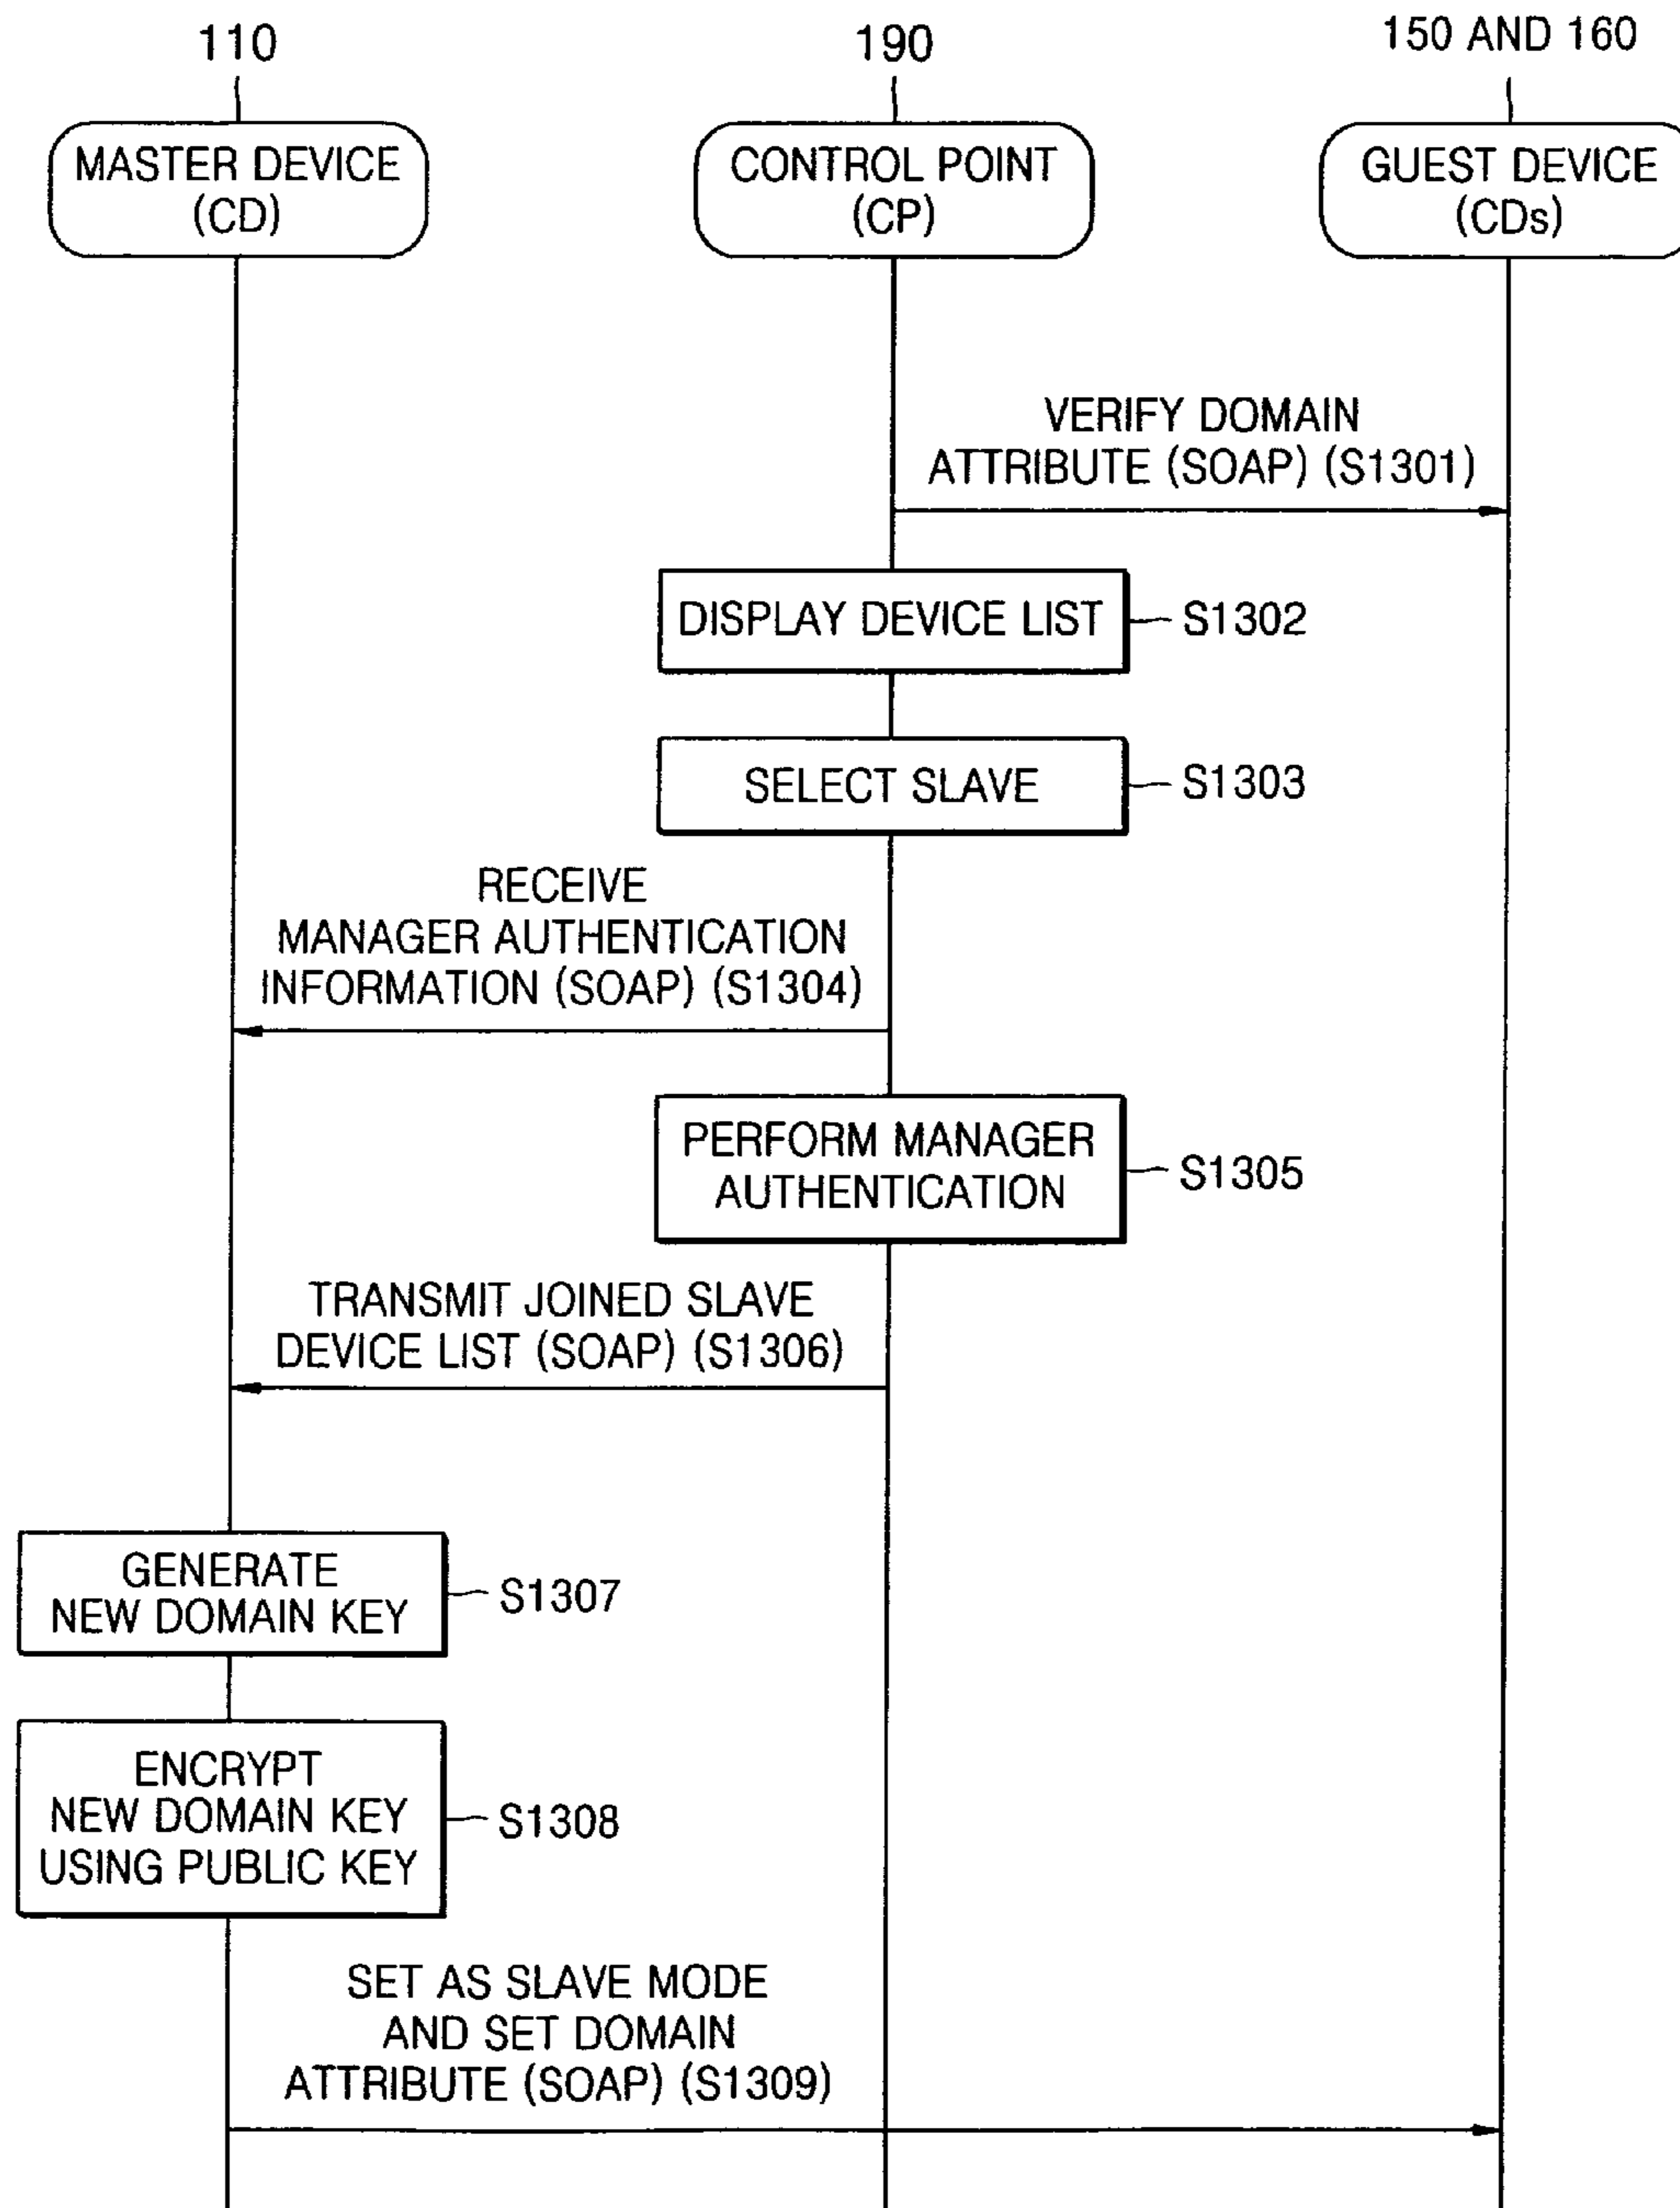 110
190
150 AND 160
MASTER DEVICE
(CD)
CONTROL POINT
(CP)
GUEST DEVICE
(CDs)
VERIFY DOMAIN
ATTRIBUTE (SOAP) (S1301)
DISPLAY DEVICE LIST
S1302
SELECT SLAVE
S1303
RECEIVE
MANAGER AUTHENTICATION
INFORMATION (SOAP) (S1304)
PERFORM MANAGER
AUTHENTICATION
S1305
TRANSMIT JOINED SLAVE
DEVICE LIST (SOAP) (S1306)
GENERATE
NEW DOMAIN KEY
S1307
ENCRYPT
NEW DOMAIN KEY
USING PUBLIC KEY
S1308
SET AS SLAVE MODE
AND SET DOMAIN
ATTRIBUTE (SOAP) (S1309)